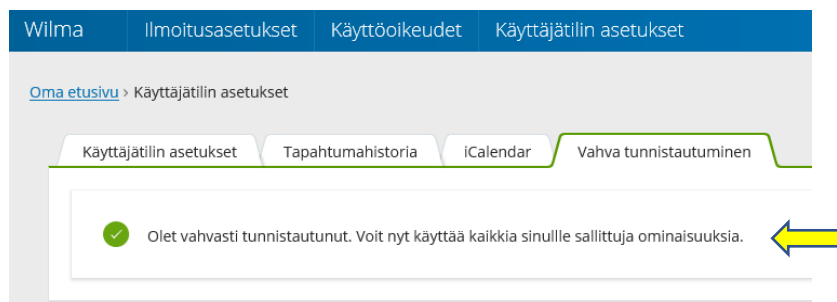 Wilma Ilmoitusasetukset Käyttöoikeudet Käyttäjätilin asetukset
Oma etusivu › Käyttäjätilin asetukset
Käyttäjätilin asetukset Tapahtumahistoria iCalendar Vahva tunnistautuminen
Olet vahvasti tunnistautunut. Voit nyt käyttää kaikkia sinullle sallittuja ominaisuuksia.